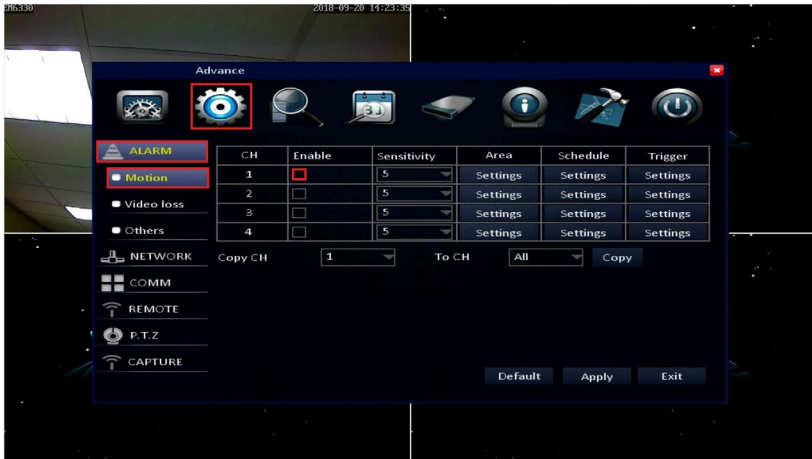 EM6330 2018-09-20 14:23:35
Advance
31
ALARM
Motion
Video loss
Others
NETWORK
COMM
REMOTE
P.T.Z
CAPTURE
CH Enable Sensitivity Area Schedule Trigger
1 5 Settings Settings Settings
2 5 Settings Settings Settings
3 5 Settings Settings Settings
4 5 Settings Settings Settings
Copy CH 1 To CH All Copy
Default Apply Exit